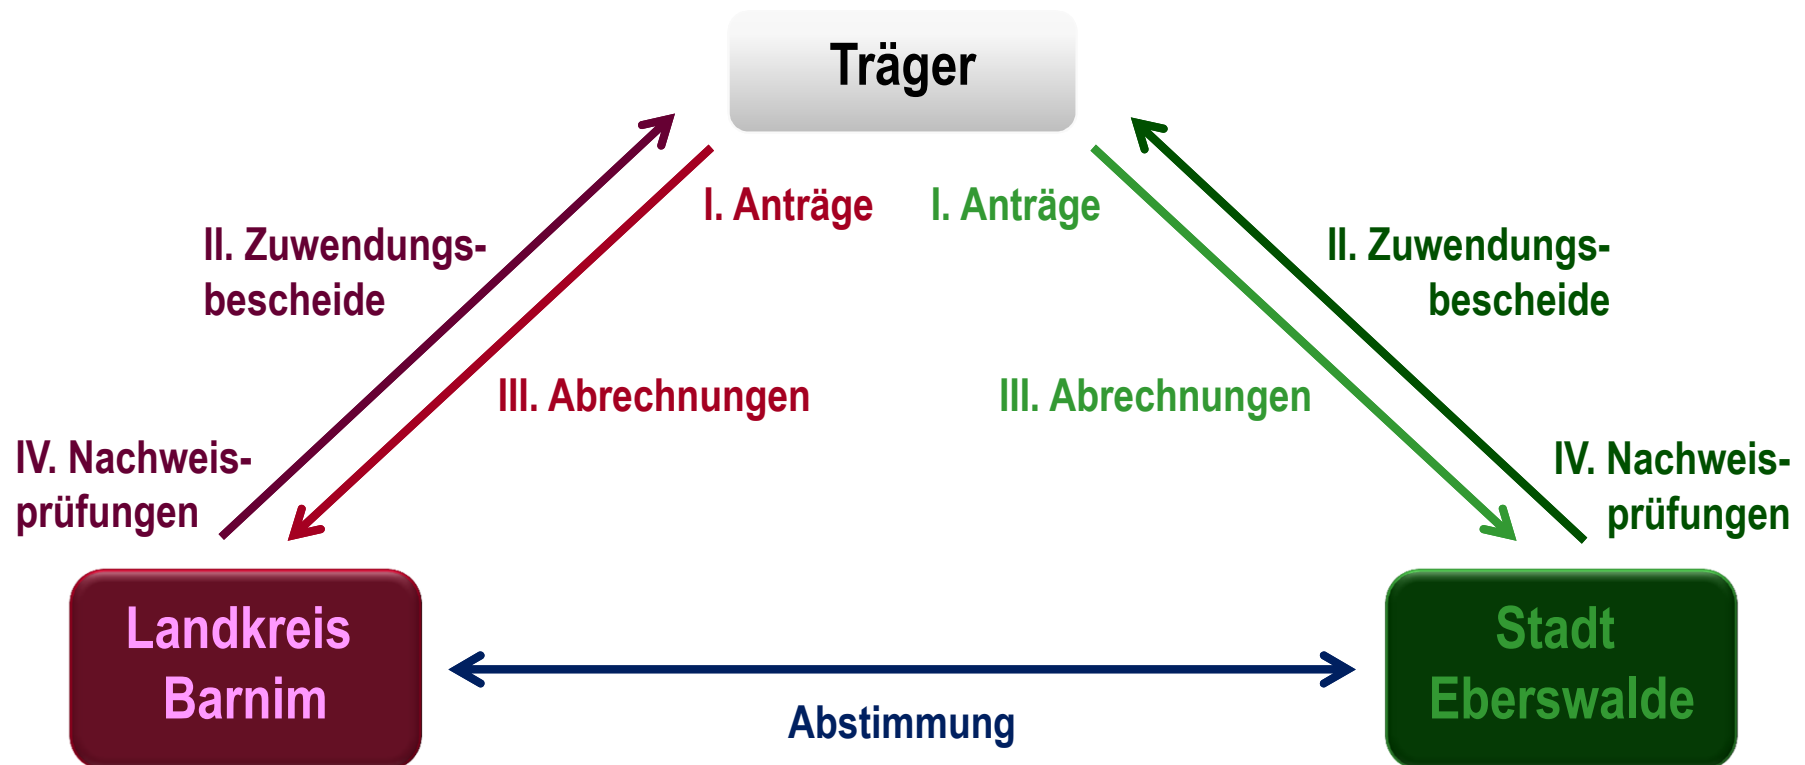 Träger
I. Anträge
I. Anträge
II. Zuwendungs-
bescheide
II. Zuwendungs-
bescheide
III. Abrechnungen
III. Abrechnungen
IV. Nachweis-
prüfungen
IV. Nachweis-
prüfungen
Landkreis
Barnim
Stadt
Eberswalde
Abstimmung